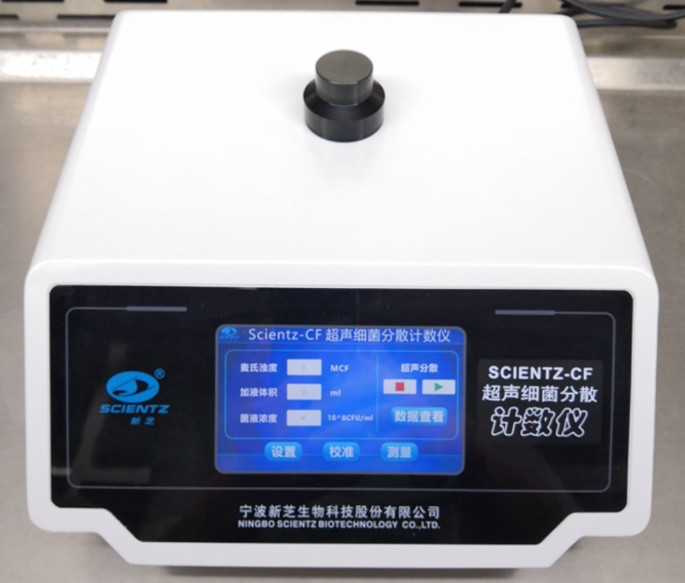 Scientz-CF 超声细菌分散计数仪
麦氏浊度 MCF
加液体积 ml
菌液浓度 10^8CFU/ml
超声分散
数据查看
设置 校准 测量
®
SCIENTZ
新芝
SCIENTZ-CF
超声细菌分散
计数仪
宁波新芝生物科技股份有限公司
NINGBO SCIENTZ BIOTECHNOLOGY CO.,LTD.